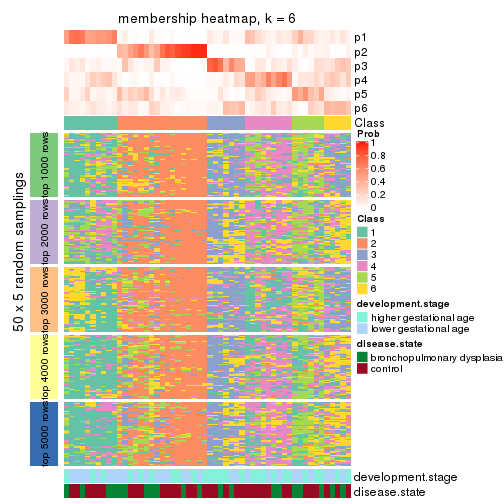 membership heatmap, k = 6
p1
p2
p3
p4
p5
p6
Class
50 x 5 random samplings
top 1000 rows
top 2000 rows
top 3000 rows
top 4000 rows
top 5000 rows
Prob
1
0.8
0.6
0.4
0.2
0
Class
1
2
3
4
5
6
development.stage
higher gestational age
lower gestational age
disease.state
bronchopulmonary dysplasia
control
development.stage
disease.state